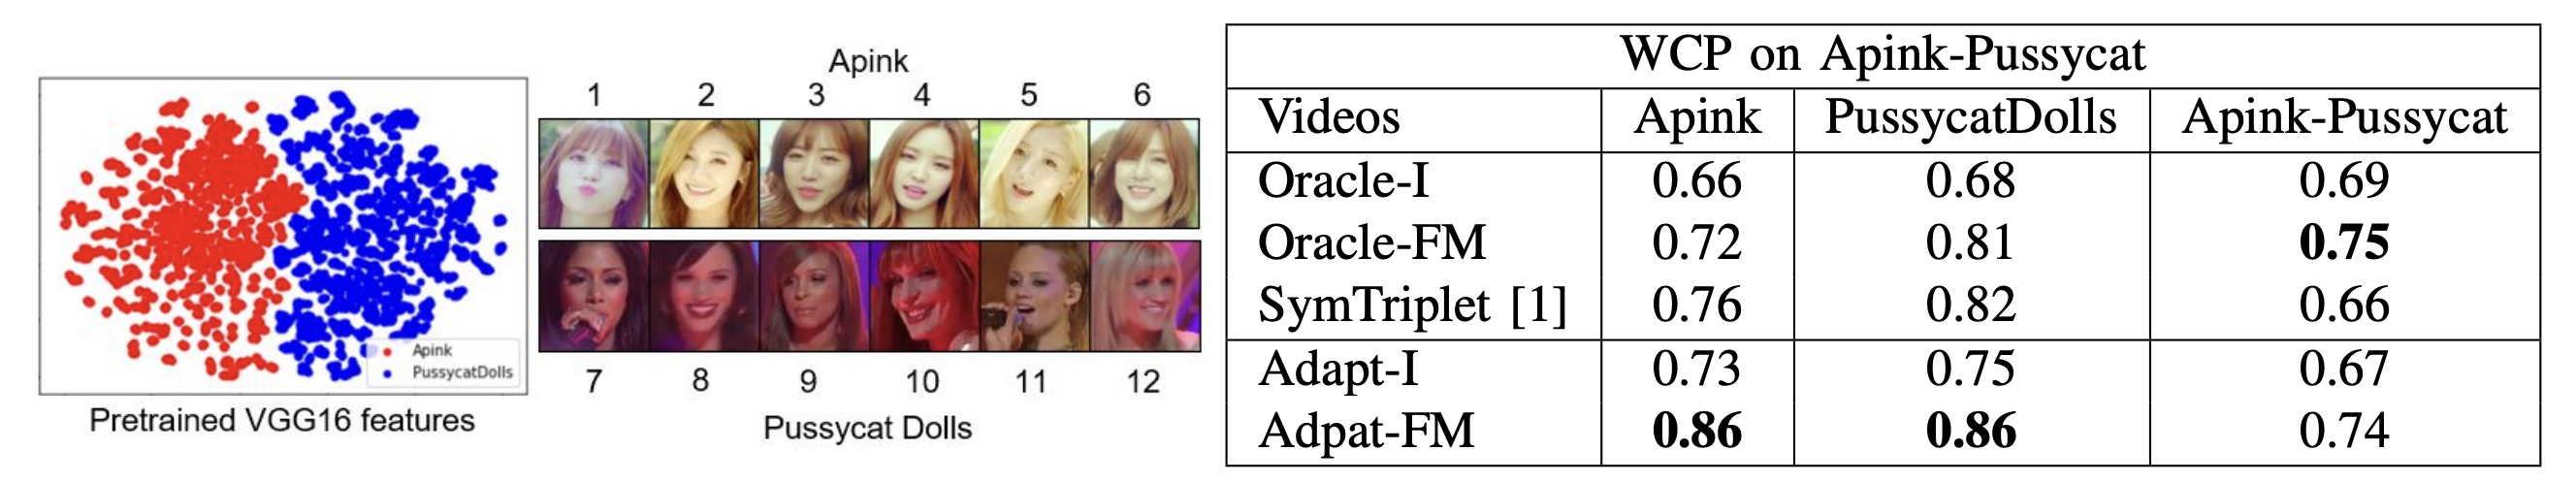 Apink
PussycatDolls
Pretrained VGG16 features
Apink
1 2 3 4 5 6
7 8 9 10 11 12
Pussycat Dolls
WCP on Apink-Pussycat
Videos Apink PussycatDolls Apink-Pussycat
Oracle-I 0.66 0.68 0.69
Oracle-FM 0.72 0.81 0.75
SymTriplet [1] 0.76 0.82 0.66
Adapt-I 0.73 0.75 0.67
Adpat-FM 0.86 0.86 0.74